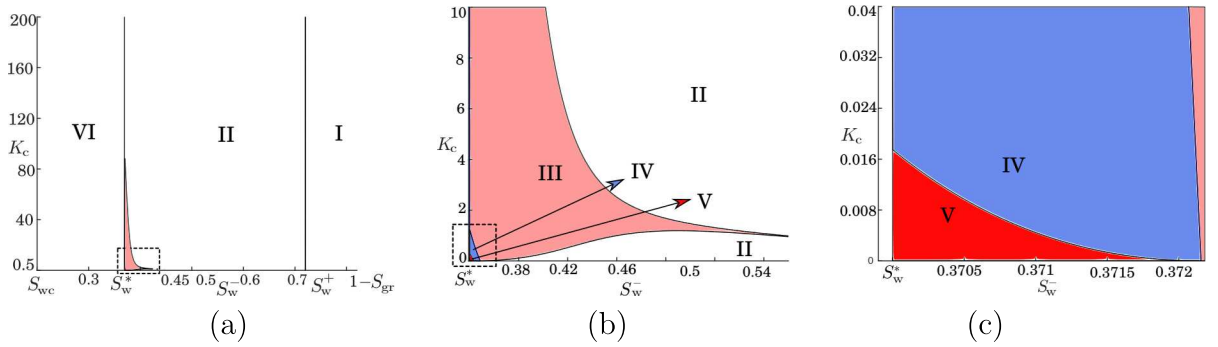 200
160
120
K_c
80
40
0.5
VI
II
I
S_wc
0.3
S_w^*
0.45
0.5
S_w^-
0.6
0.7
S_w^+
1−S_gr
(a)
10
8
6
K_c
4
2
0
II
III
IV
V
II
S_w^*
0.38
0.42
0.46
S_w^-
0.5
0.54
(b)
0.04
0.032
0.024
K_c
0.016
0.008
0
IV
V
S_w^*
0.3705
0.371
S_w^-
0.3715
0.372
(c)